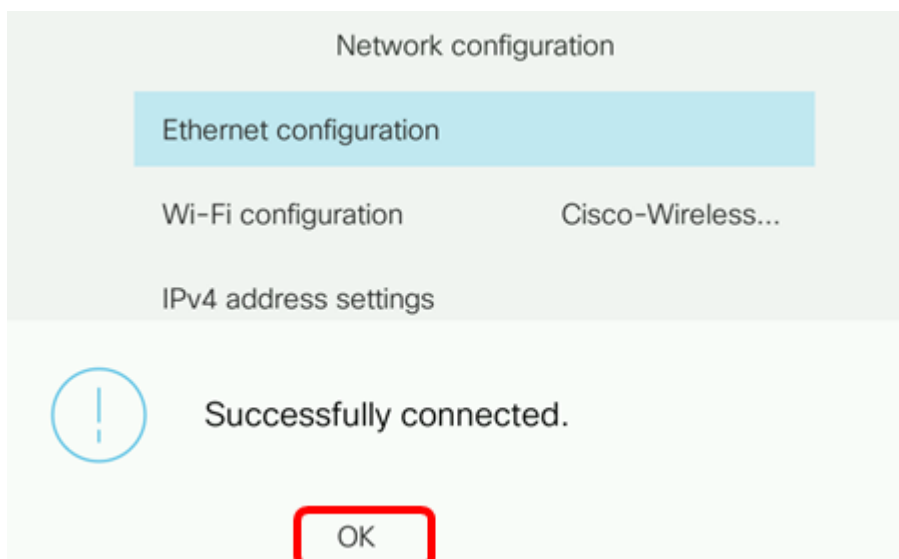 Network configuration
Ethernet configuration
Wi-Fi configuration Cisco-Wireless...
IPv4 address settings
Successfully connected.
OK